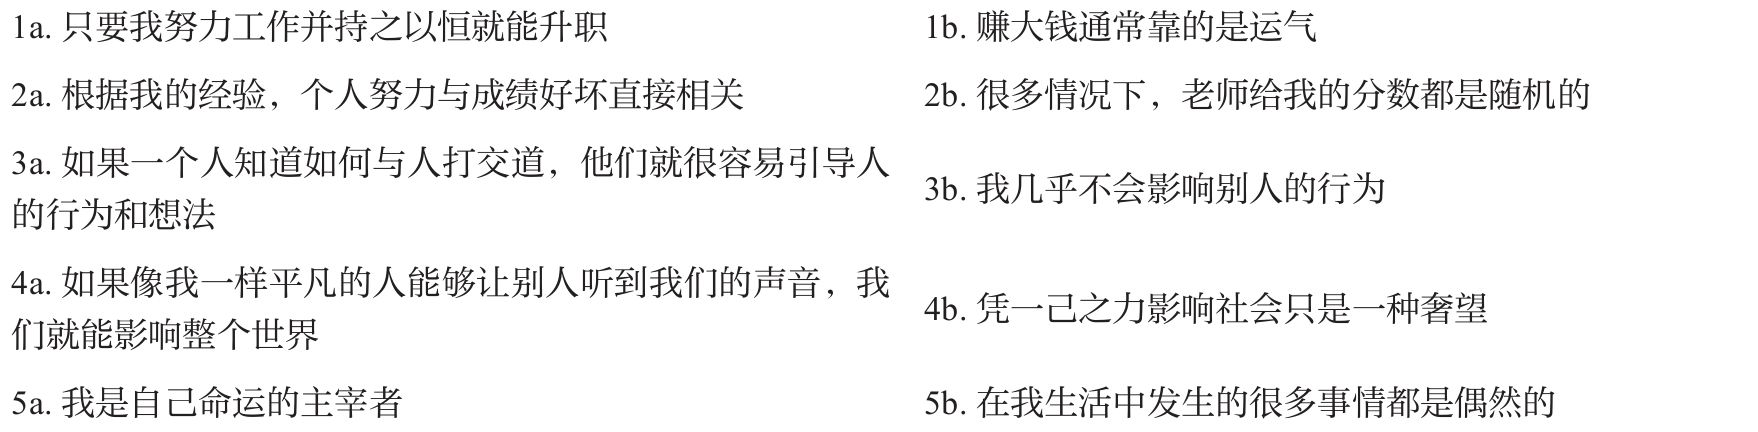 1a. 只要我努力工作并持之以恒就能升职
1b. 赚大钱通常靠的是运气
2a. 根据我的经验，个人努力与成绩好坏直接相关
2b. 很多情况下，老师给我的分数都是随机的
3a. 如果一个人知道如何与人打交道，他们就很容易引导人
的行为和想法
3b. 我几乎不会影响别人的行为
4a. 如果像我一样平凡的人能够让别人听到我们的声音，我
们就能影响整个世界
4b. 凭一己之力影响社会只是一种奢望
5a. 我是自己命运的主宰者
5b. 在我生活中发生的很多事情都是偶然的